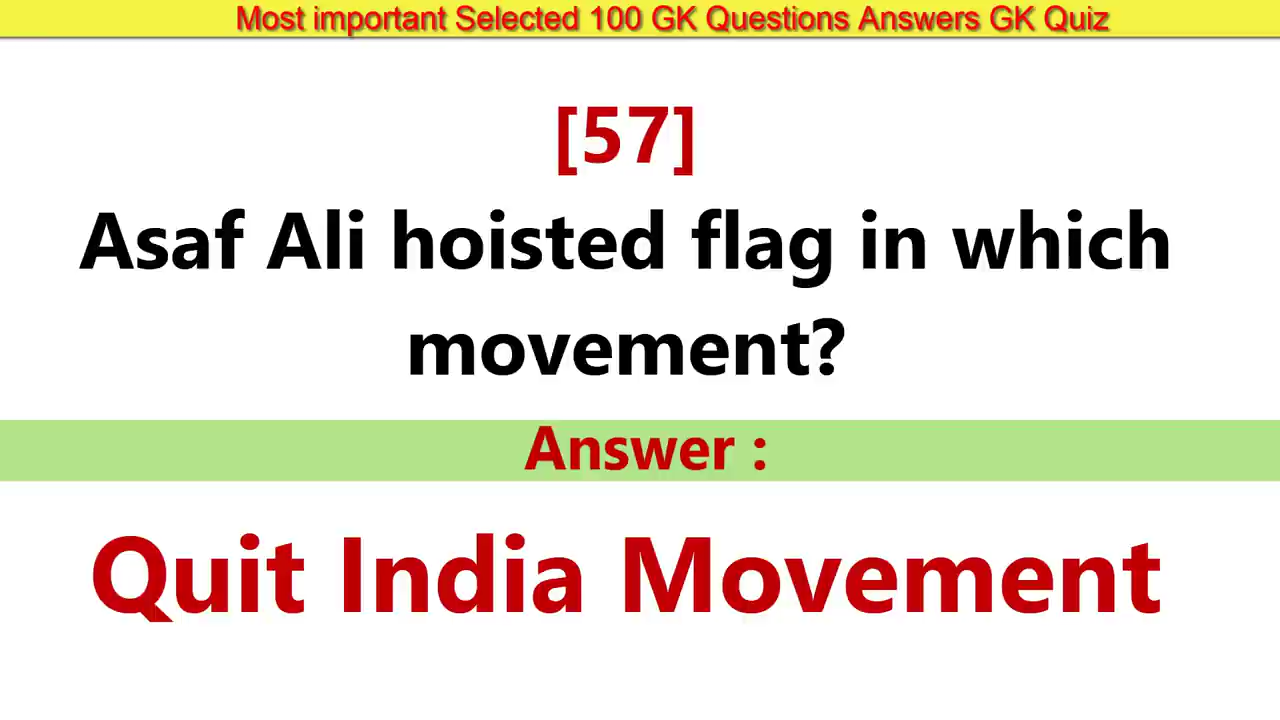 Most important Selected 100 GK Questions Answers GK Quiz
[57]
Asaf Ali hoisted flag in which
movement?
Answer :
Quit India Movement